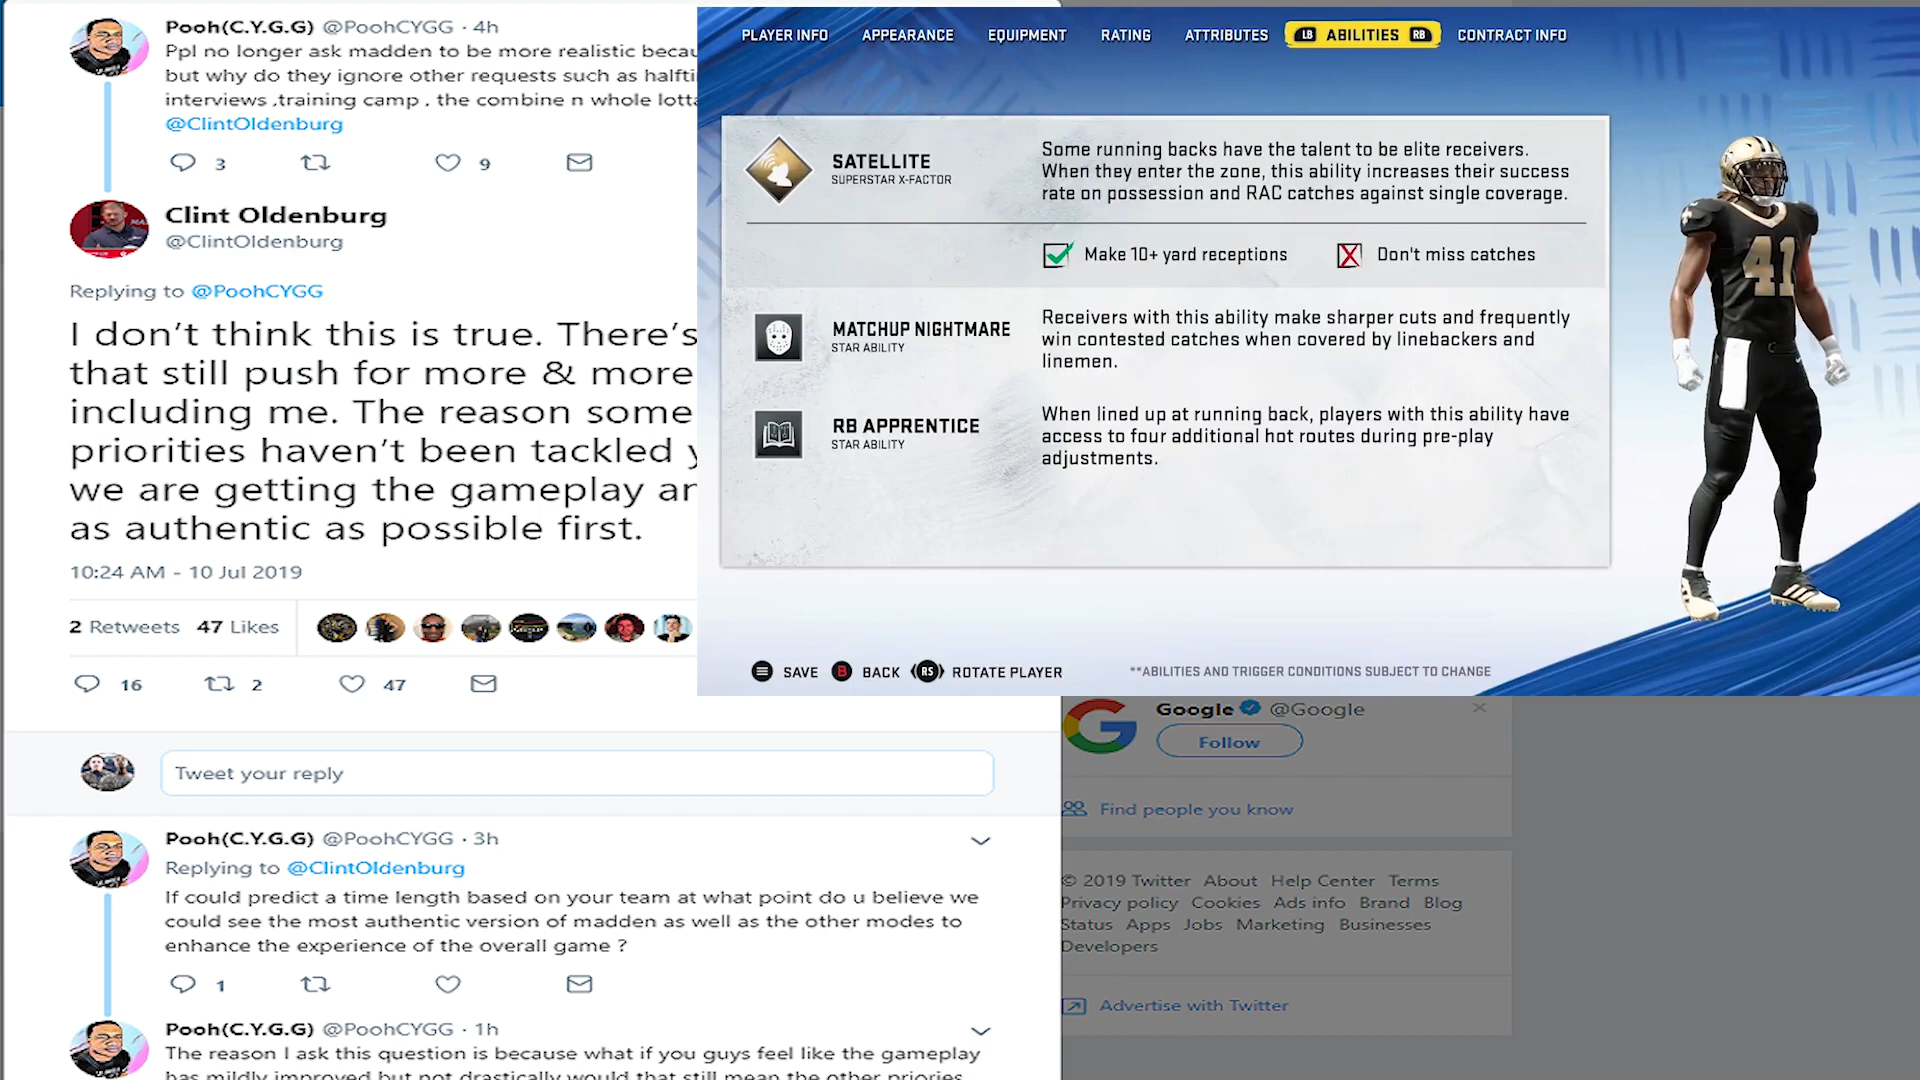 Pooh(C.Y.G.G) @PoohCYGG · 4h
Ppl no longer ask madden to be more realistic becau
but why do they ignore other requests such as halfti
interviews ,training camp , the combine n whole lotta
@ClintOldenburg
3 9
Clint Oldenburg
@ClintOldenburg
Replying to @PoohCYGG
I don't think this is true. There's
that still push for more & more
including me. The reason some
priorities haven't been tackled y
we are getting the gameplay an
as authentic as possible first.
10:24 AM - 10 Jul 2019
2 Retweets 47 Likes
16 2 47
Tweet your reply
Pooh(C.Y.G.G) @PoohCYGG · 3h
Replying to @ClintOldenburg
If could predict a time length based on your team at what point do u believe we
could see the most authentic version of madden as well as the other modes to
enhance the experience of the overall game ?
1
Pooh(C.Y.G.G) @PoohCYGG · 1h
The reason I ask this question is because what if you guys feel like the gameplay
has mildly improved but not drastically would that still mean the other priories
PLAYER INFO APPEARANCE EQUIPMENT RATING ATTRIBUTES LB ABILITIES RB CONTRACT INFO
SATELLITE
SUPERSTAR X-FACTOR
Some running backs have the talent to be elite receivers.
When they enter the zone, this ability increases their success
rate on possession and RAC catches against single coverage.
Make 10+ yard receptions Don't miss catches
MATCHUP NIGHTMARE
STAR ABILITY
Receivers with this ability make sharper cuts and frequently
win contested catches when covered by linebackers and
linemen.
RB APPRENTICE
STAR ABILITY
When lined up at running back, players with this ability have
access to four additional hot routes during pre-play
adjustments.
41
SAVE B BACK RS ROTATE PLAYER **ABILITIES AND TRIGGER CONDITIONS SUBJECT TO CHANGE
Google @Google
Follow
Find people you know
© 2019 Twitter About Help Center Terms
Privacy policy Cookies Ads info Brand Blog
Status Apps Jobs Marketing Businesses
Developers
Advertise with Twitter